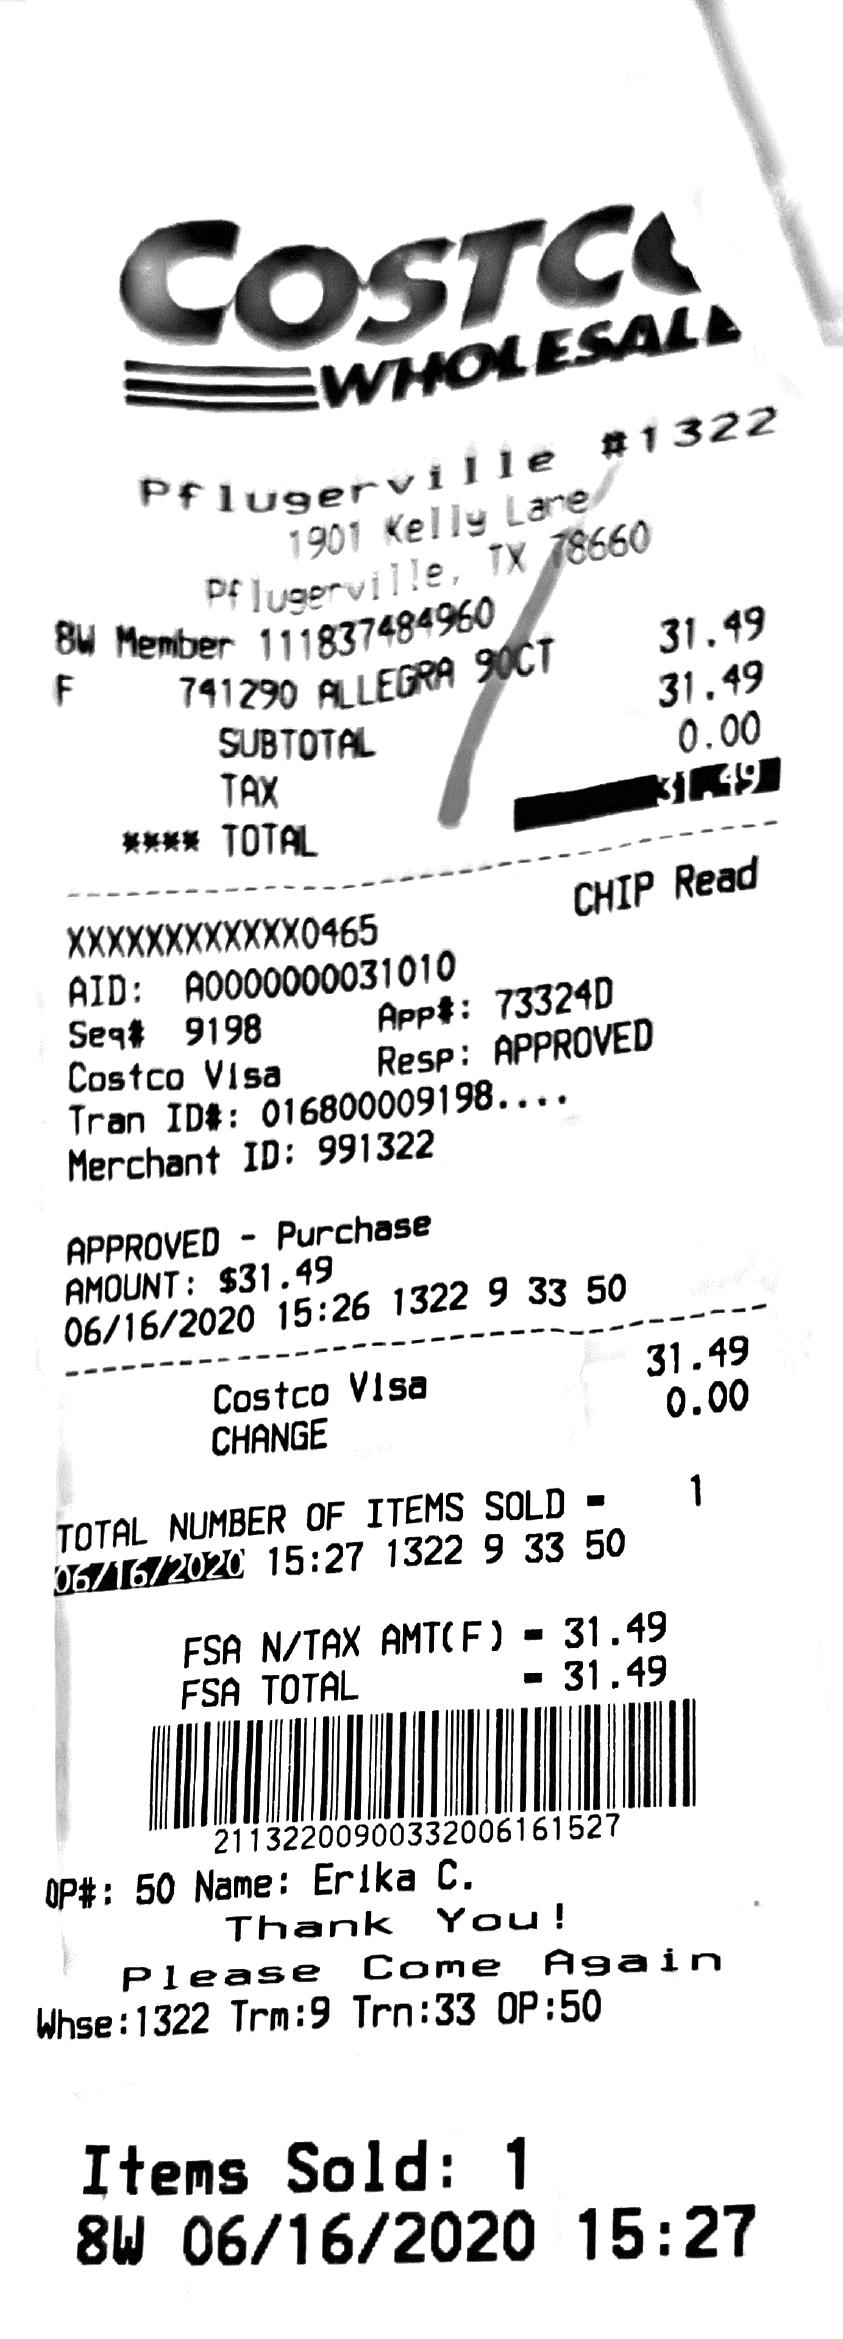 COSTCO
WHOLESALE
Pflugerville #1322
1901 Kelly Lane
Pflugerville, TX 78660
8W Member 111837484960
F 741290 ALLEGRA 90CT 31.49
SUBTOTAL 31.49
TAX 0.00
**** TOTAL 31.49
XXXXXXXXXXXX0465 CHIP Read
AID: A0000000031010
Seq# 9198 App#: 73324D
Costco Visa Resp: APPROVED
Tran ID#: 016800009198....
Merchant ID: 991322
APPROVED - Purchase
AMOUNT: $31.49
06/16/2020 15:26 1322 9 33 50
Costco Visa 31.49
CHANGE 0.00
TOTAL NUMBER OF ITEMS SOLD = 1
06/16/2020 15:27 1322 9 33 50
FSA N/TAX AMT(F) = 31.49
FSA TOTAL = 31.49
21132200900332006161527
OP#: 50 Name: Erika C.
Thank You!
Please Come Again
Whse:1322 Trm:9 Trn:33 OP:50
Items Sold: 1
8W 06/16/2020 15:27